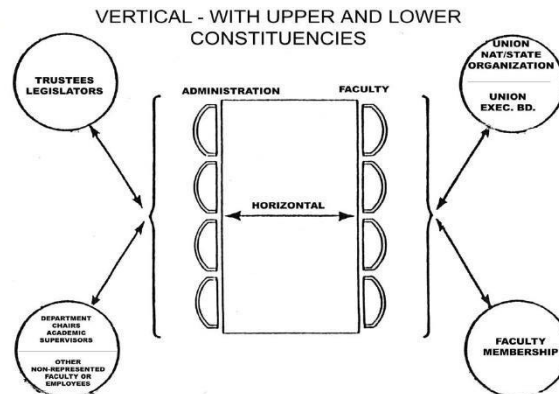 VERTICAL - WITH UPPER AND LOWER
CONSTITUENCIES
TRUSTEES
LEGISLATORS
UNION
NAT/STATE
ORGANIZATION
UNION
EXEC. BD.
ADMINISTRATION
FACULTY
HORIZONTAL
DEPARTMENT
CHAIRS
ACADEMIC
SUPERVISORS
OTHER
NON-REPRESENTED
FACULTY OR
EMPLOYEES
FACULTY
MEMBERSHIP